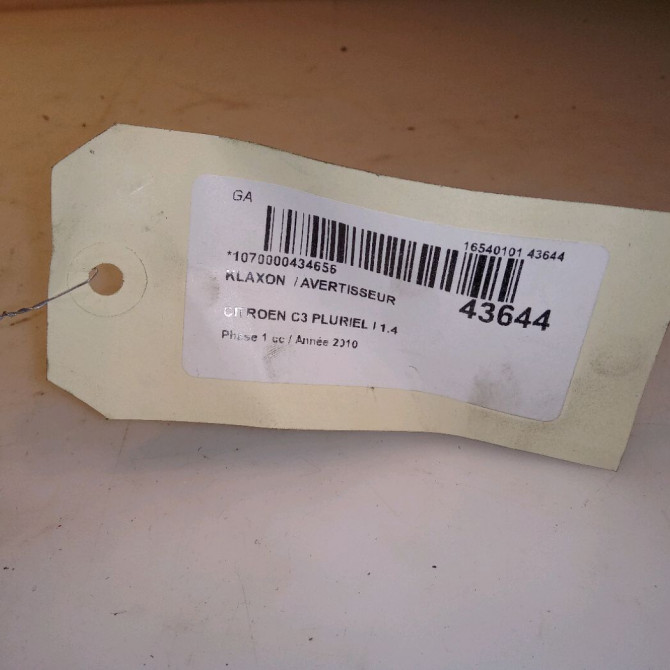 GA
16540101 43644
*1070000434656
KLAXON / AVERTISSEUR
43644
CITROEN C3 PLURIEL I 1.4
Phase 1 cc / Année 2010